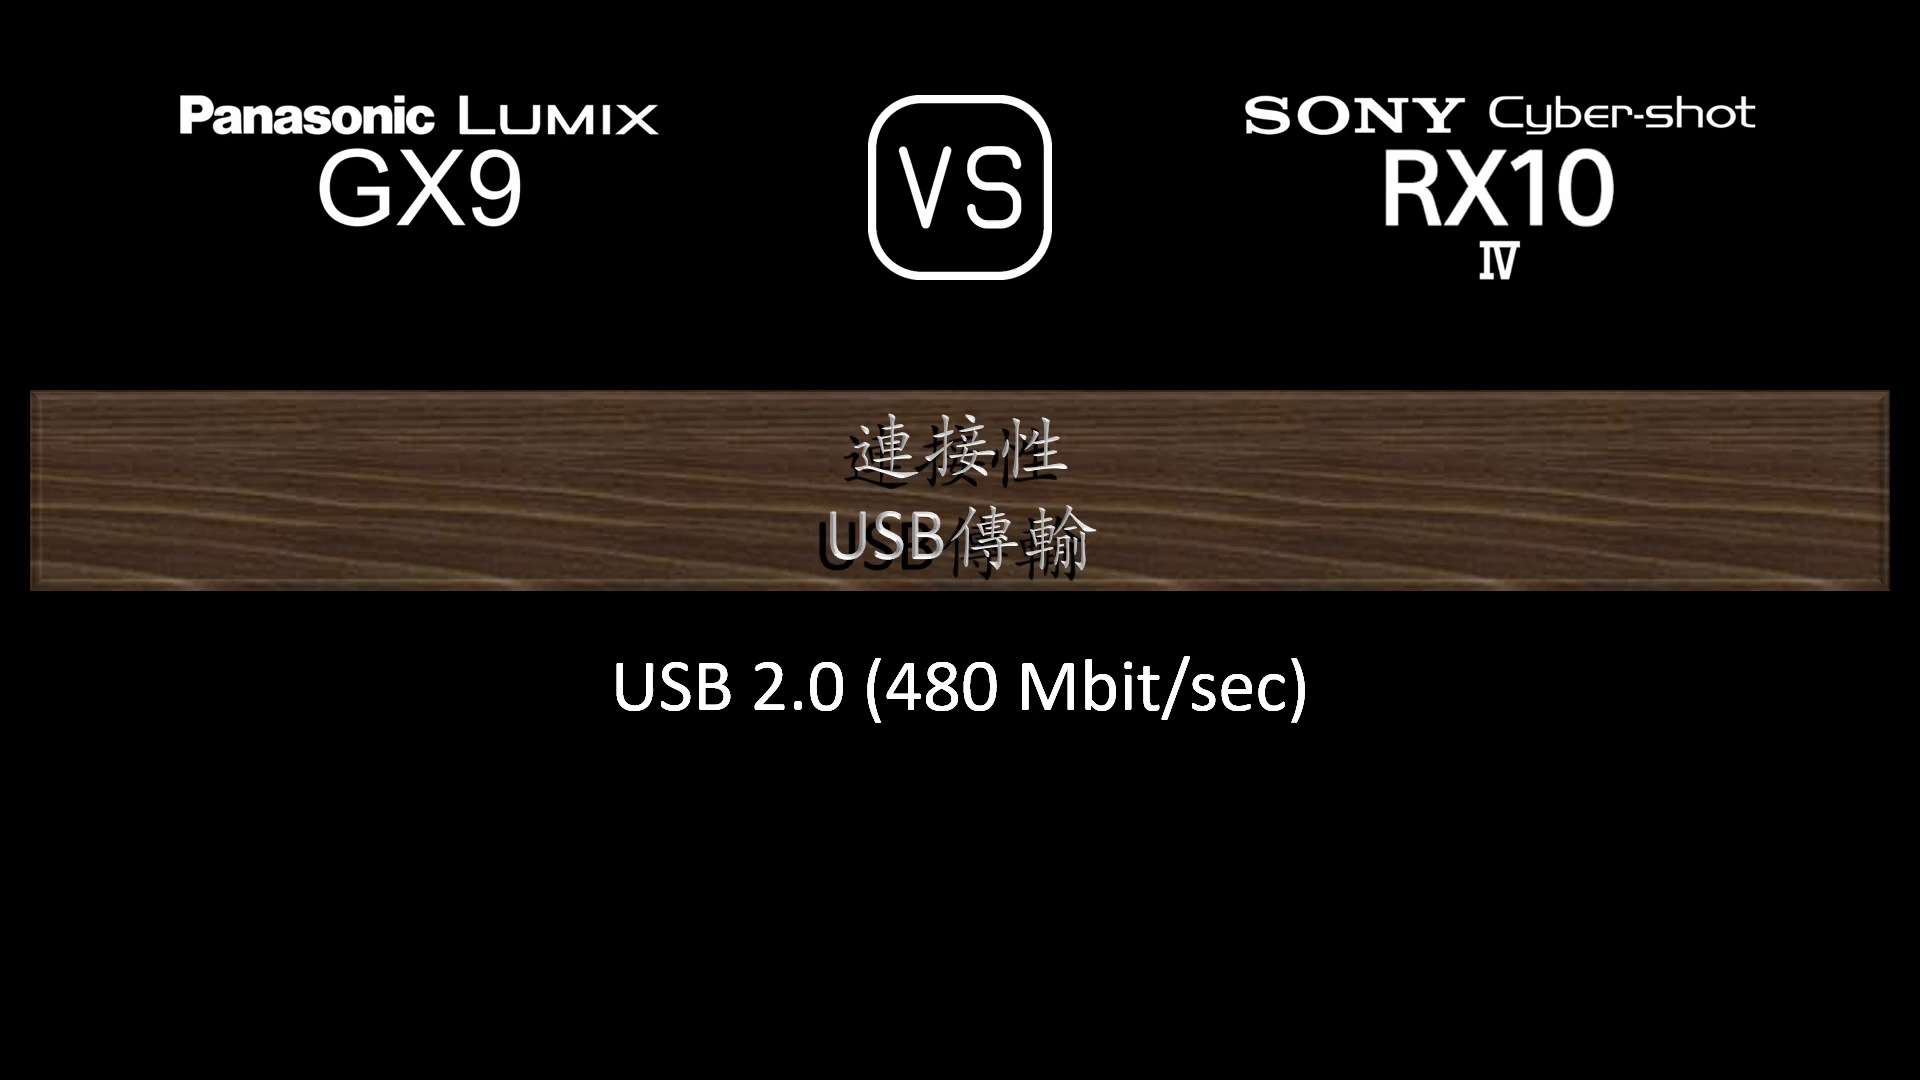 Panasonic LUMIX
GX9
VS
SONY Cyber-shot
RX10
IV
連接性
USB傳輸
USB 2.0 (480 Mbit/sec)